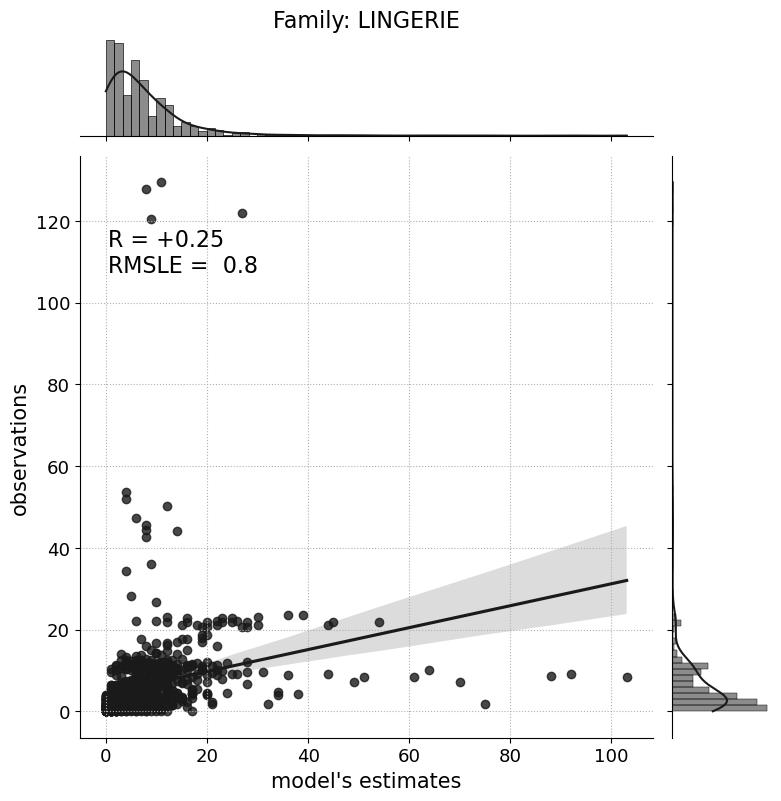 Family: LINGERIE
R = +0.25
RMSLE =  0.8
observations
120
100
80
60
40
20
0
0 20 40 60 80 100
model's estimates